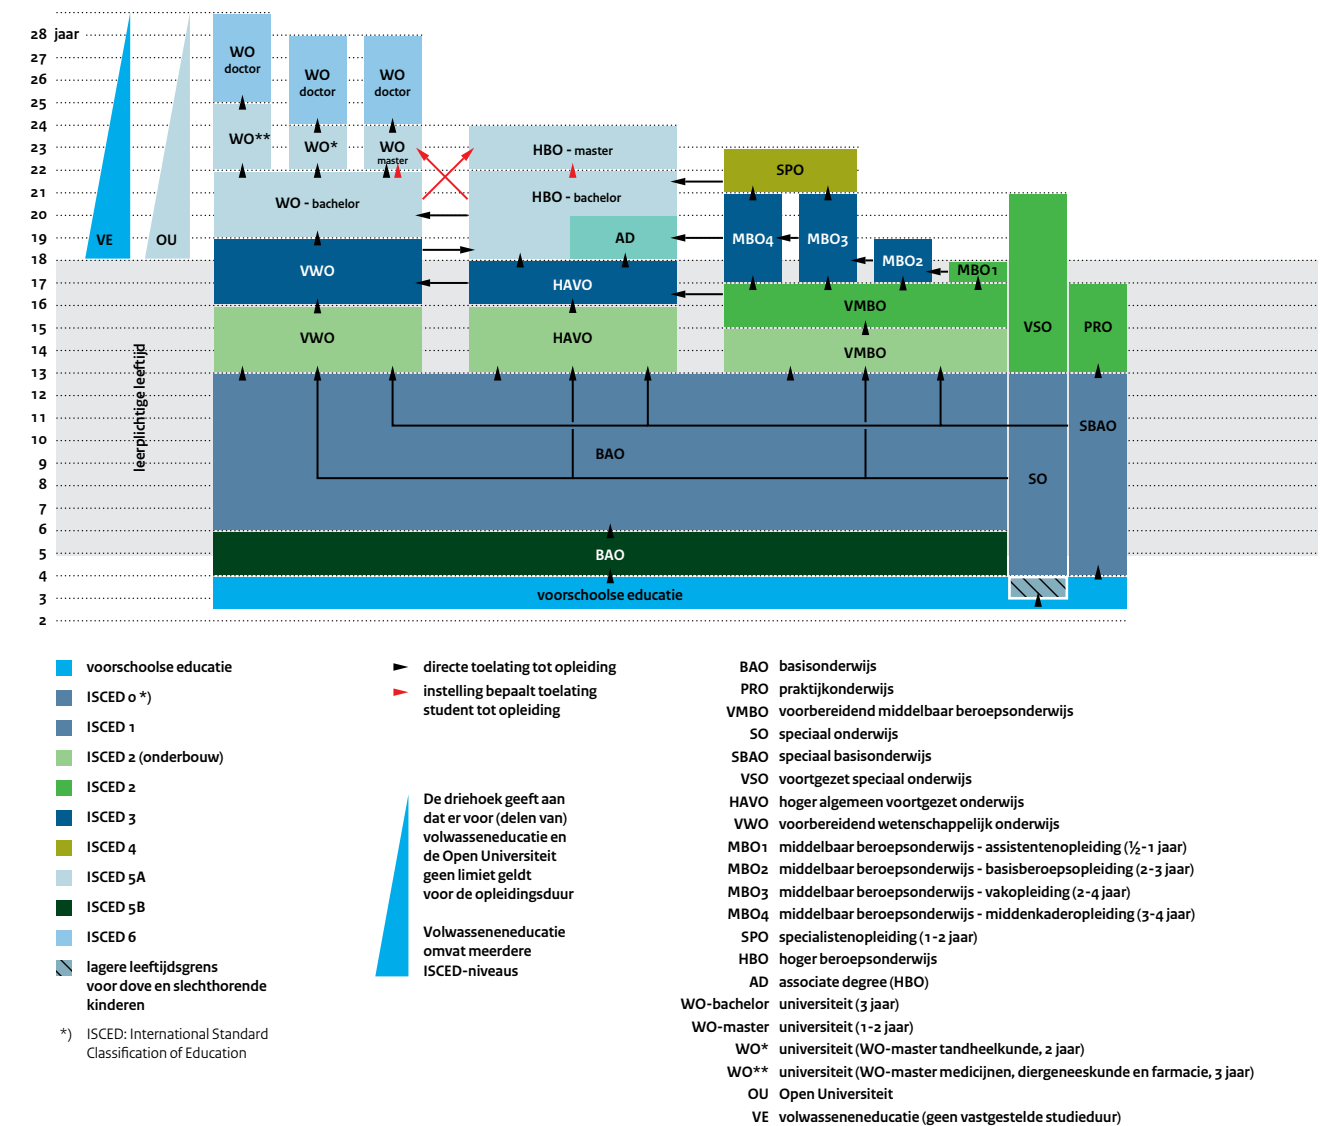 28 jaar
27
26
25
24
23
22
21
20
19
18
17
16
15
14
13
12
11
10
9
8
7
6
5
4
3
2
leerplichtige leeftijd
VE
OU
WO
doctor
WO
doctor
WO
doctor
WO**
WO*
WO
master
HBO - master
SPO
WO - bachelor
HBO - bachelor
AD
MBO4
MBO3
MBO2
MBO1
VWO
HAVO
VMBO
VWO
HAVO
VMBO
VSO
PRO
SBAO
BAO
SO
BAO
voorschoolse educatie
voorschoolse educatie
ISCED 0 *)
ISCED 1
ISCED 2 (onderbouw)
ISCED 2
ISCED 3
ISCED 4
ISCED 5A
ISCED 5B
ISCED 6
lagere leeftijdsgrens
voor dove en slechthorende
kinderen
*) ISCED: International Standard
Classification of Education
directe toelating tot opleiding
instelling bepaalt toelating
student tot opleiding
De driehoek geeft aan
dat er voor (delen van)
volwasseneducatie en
de Open Universiteit
geen limiet geldt
voor de opleidingsduur
Volwasseneneducatie
omvat meerdere
ISCED-niveaus
BAO basisonderwijs
PRO praktijkonderwijs
VMBO voorbereidend middelbaar beroepsonderwijs
SO speciaal onderwijs
SBAO speciaal basisonderwijs
VSO voortgezet speciaal onderwijs
HAVO hoger algemeen voortgezet onderwijs
VWO voorbereidend wetenschappelijk onderwijs
MBO1 middelbaar beroepsonderwijs - assistentenopleiding (½-1 jaar)
MBO2 middelbaar beroepsonderwijs - basisberoepsopleiding (2-3 jaar)
MBO3 middelbaar beroepsonderwijs - vakopleiding (2-4 jaar)
MBO4 middelbaar beroepsonderwijs - middenkaderopleiding (3-4 jaar)
SPO specialistenopleiding (1-2 jaar)
HBO hoger beroepsonderwijs
AD associate degree (HBO)
WO-bachelor universiteit (3 jaar)
WO-master universiteit (1-2 jaar)
WO* universiteit (WO-master tandheelkunde, 2 jaar)
WO** universiteit (WO-master medicijnen, diergeneeskunde en farmacie, 3 jaar)
OU Open Universiteit
VE volwasseneneducatie (geen vastgestelde studieduur)